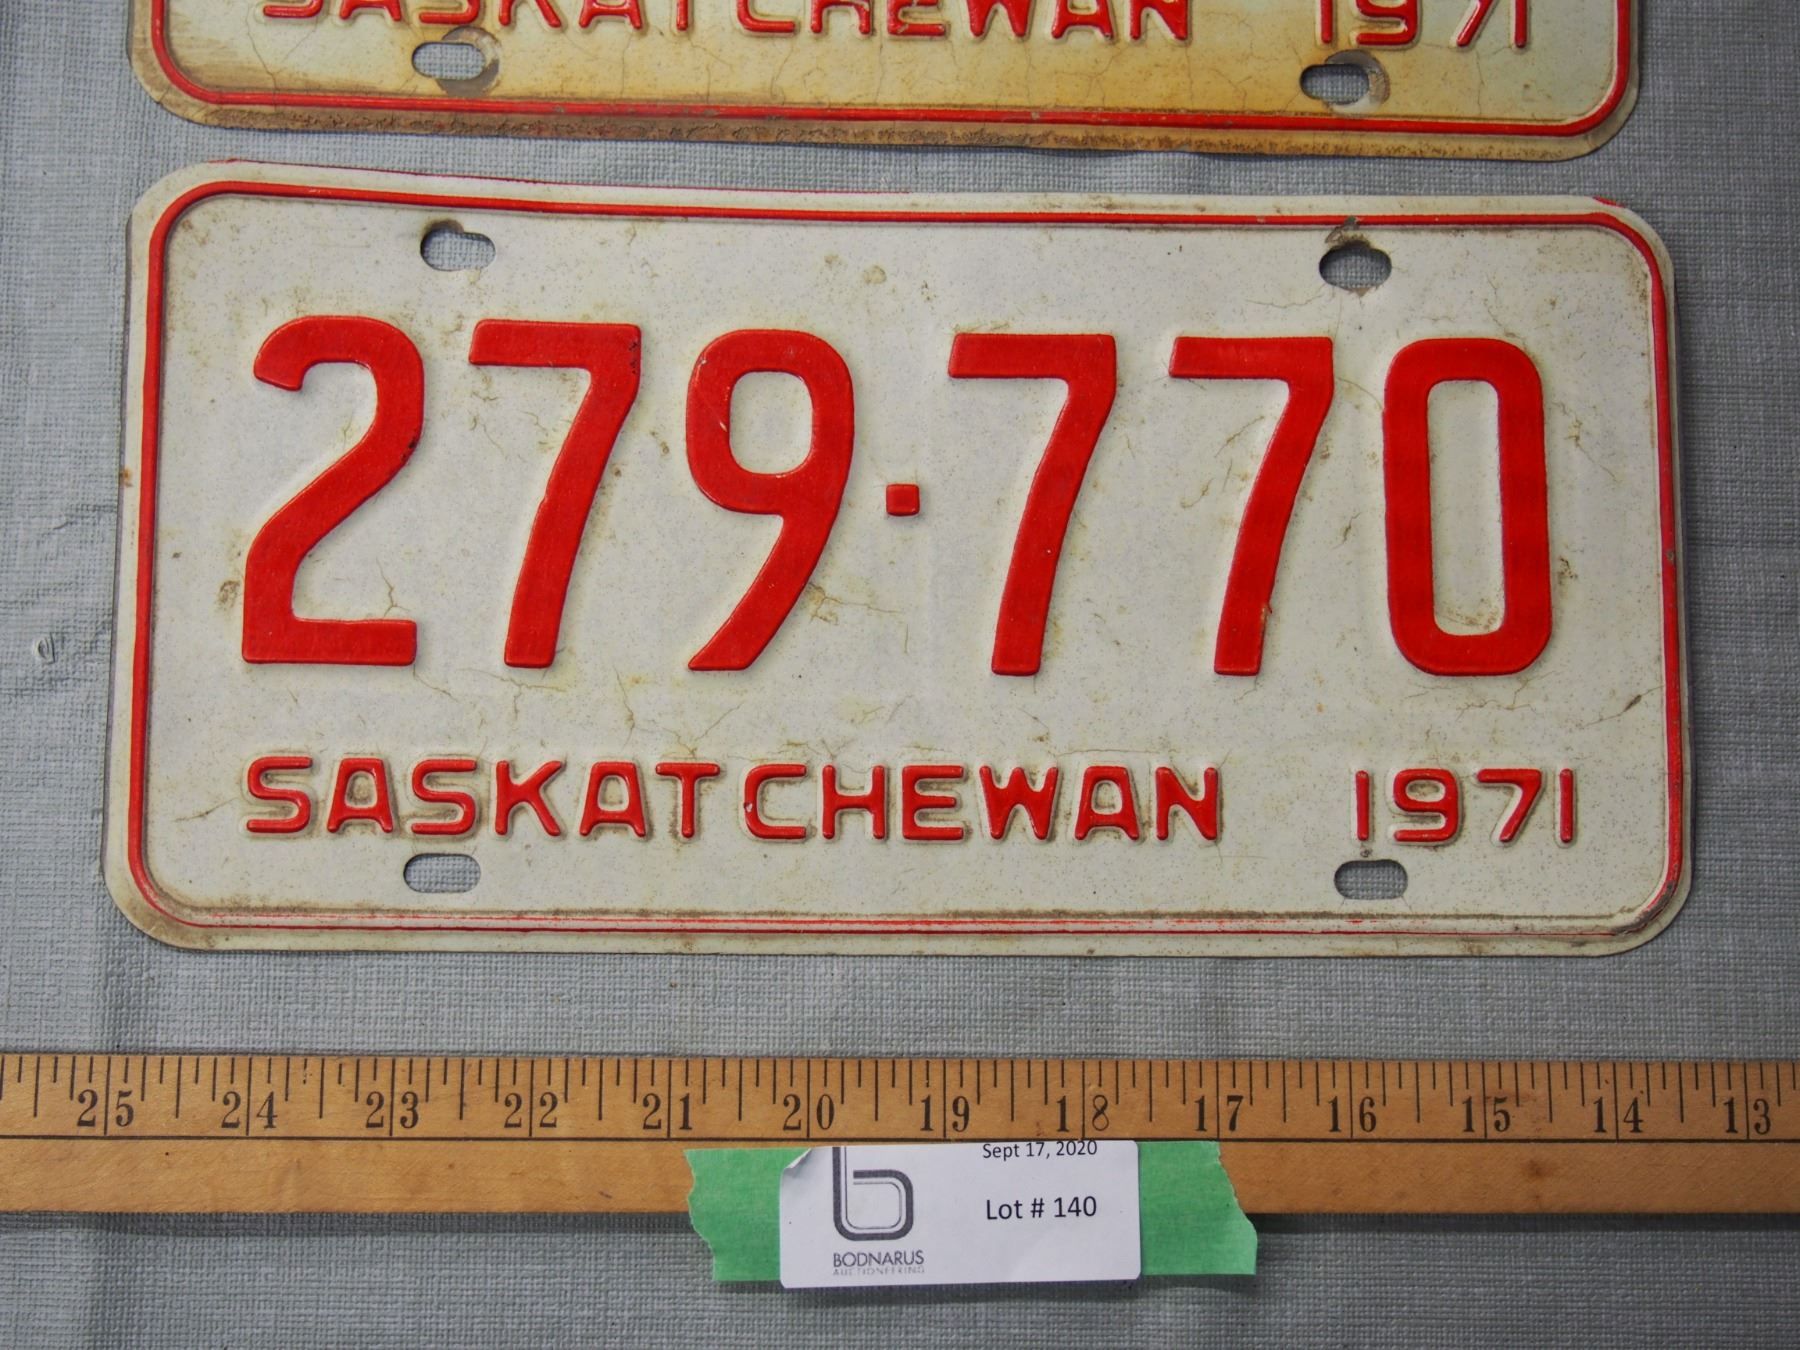 SASKATCHEWAN 1971
279·770
SASKATCHEWAN 1971
25 24 23 22 21 20 19 18 17 16 15 14 13
Sept 17, 2020
Lot # 140
b
BODNARUS
AUCTIONEERING